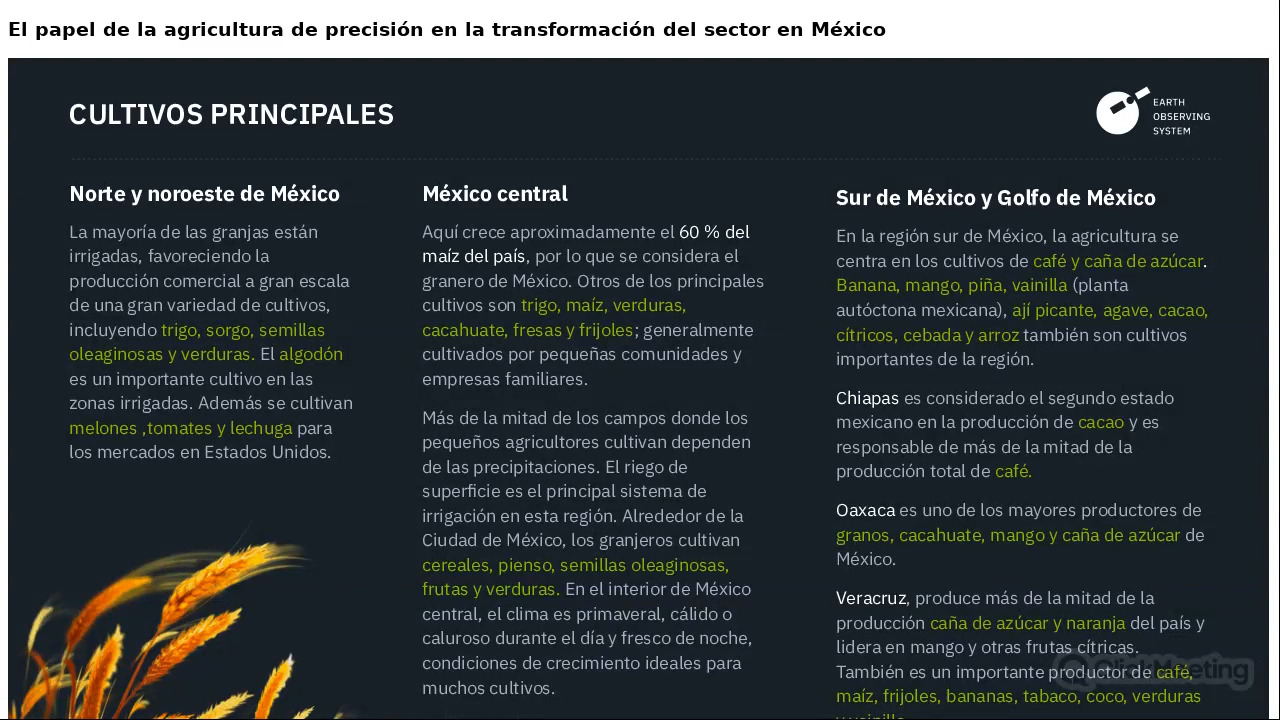 El papel de la agricultura de precisión en la transformación del sector en México
CULTIVOS PRINCIPALES
EARTH
OBSERVING
SYSTEM
Norte y noroeste de México
La mayoría de las granjas están
irrigadas, favoreciendo la
producción comercial a gran escala
de una gran variedad de cultivos,
incluyendo trigo, sorgo, semillas
oleaginosas y verduras. El algodón
es un importante cultivo en las
zonas irrigadas. Además se cultivan
melones ,tomates y lechuga para
los mercados en Estados Unidos.
México central
Aquí crece aproximadamente el 60 % del
maíz del país, por lo que se considera el
granero de México. Otros de los principales
cultivos son trigo, maíz, verduras,
cacahuate, fresas y frijoles; generalmente
cultivados por pequeñas comunidades y
empresas familiares.
Más de la mitad de los campos donde los
pequeños agricultores cultivan dependen
de las precipitaciones. El riego de
superficie es el principal sistema de
irrigación en esta región. Alrededor de la
Ciudad de México, los granjeros cultivan
cereales, pienso, semillas oleaginosas,
frutas y verduras. En el interior de México
central, el clima es primaveral, cálido o
caluroso durante el día y fresco de noche,
condiciones de crecimiento ideales para
muchos cultivos.
Sur de México y Golfo de México
En la región sur de México, la agricultura se
centra en los cultivos de café y caña de azúcar.
Banana, mango, piña, vainilla (planta
autóctona mexicana), ají picante, agave, cacao,
cítricos, cebada y arroz también son cultivos
importantes de la región.
Chiapas es considerado el segundo estado
mexicano en la producción de cacao y es
responsable de más de la mitad de la
producción total de café.
Oaxaca es uno de los mayores productores de
granos, cacahuate, mango y caña de azúcar de
México.
Veracruz, produce más de la mitad de la
producción caña de azúcar y naranja del país y
lidera en mango y otras frutas cítricas.
También es un importante productor de café,
maíz, frijoles, bananas, tabaco, coco, verduras
ClickMeeting